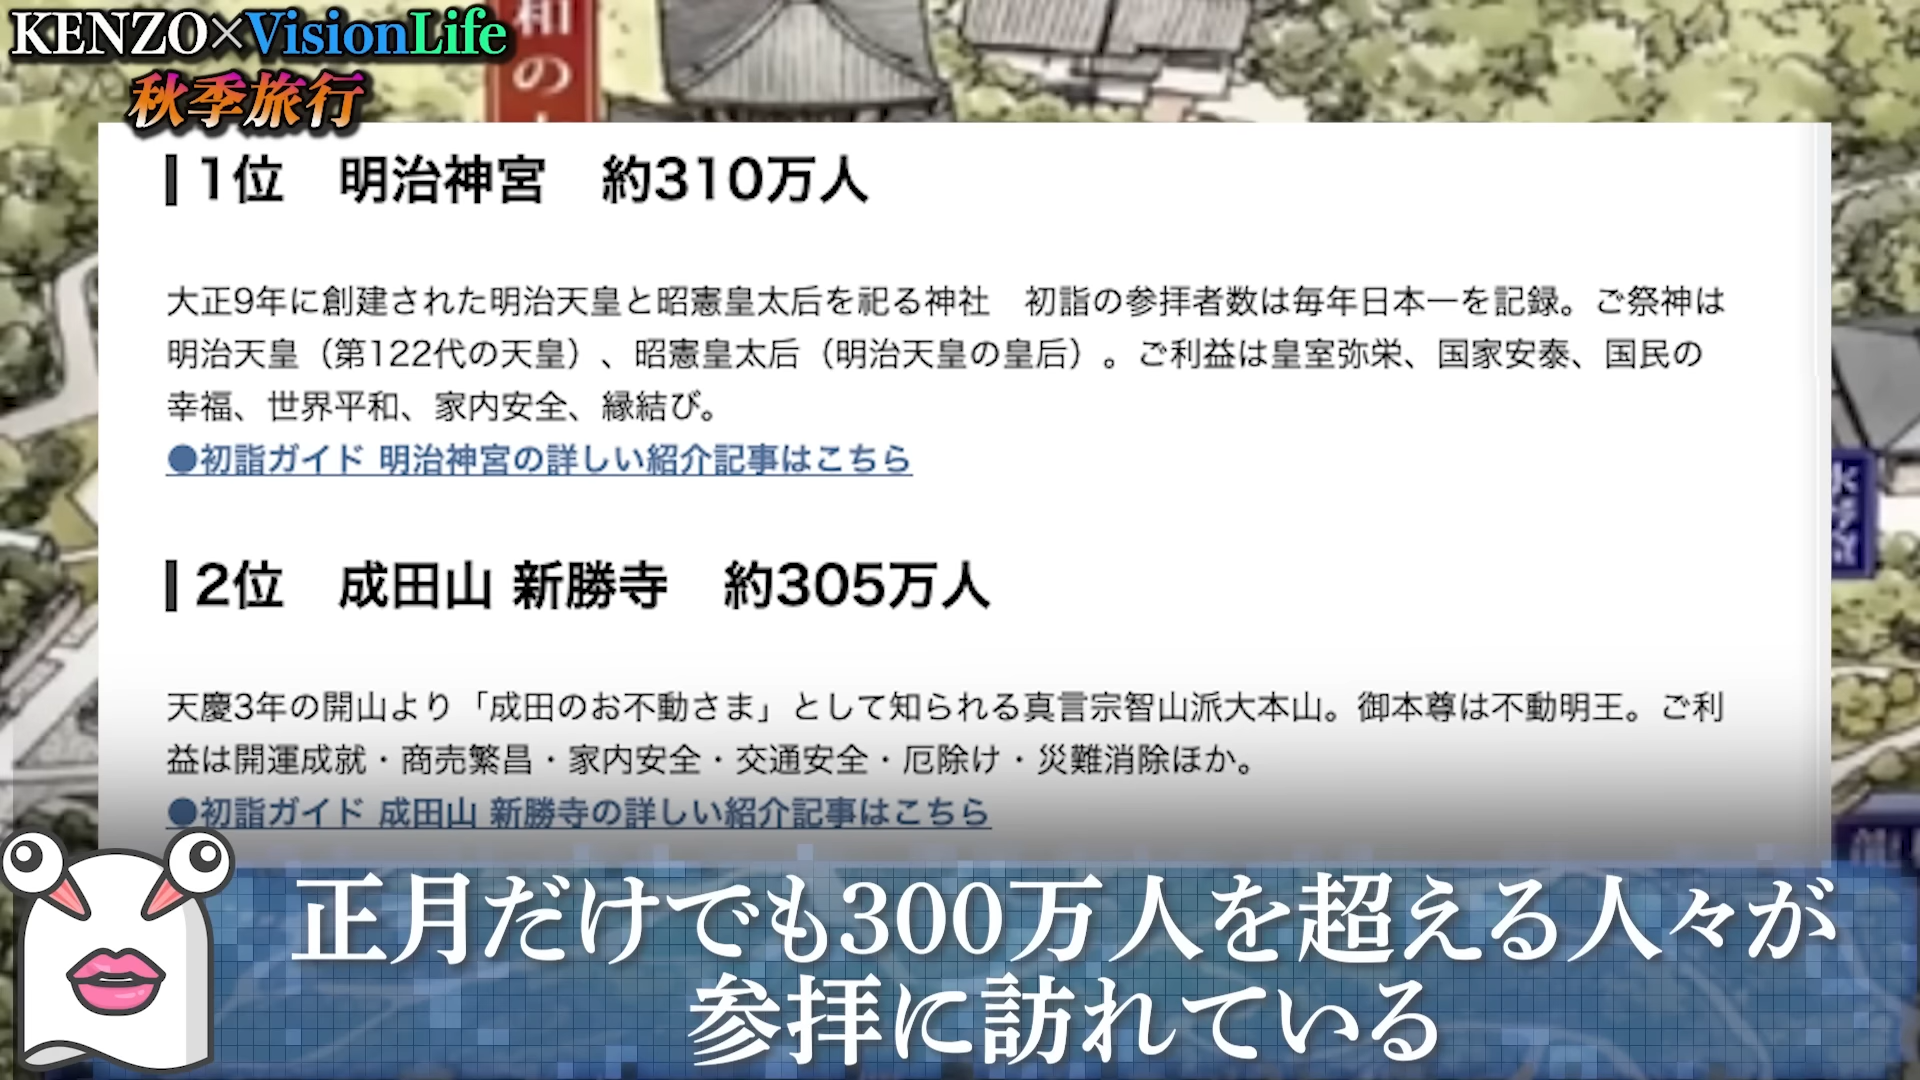 KENZO×VisionLife
秋季旅行
和の
1位 明治神宮 約310万人
大正9年に創建された明治天皇と昭憲皇太后を祀る神社 初詣の参拝者数は毎年日本一を記録。ご祭神は
明治天皇（第122代の天皇）、昭憲皇太后（明治天皇の皇后）。ご利益は皇室弥栄、国家安泰、国民の
幸福、世界平和、家内安全、縁結び。
●初詣ガイド 明治神宮の詳しい紹介記事はこちら
2位 成田山 新勝寺 約305万人
天慶3年の開山より「成田のお不動さま」として知られる真言宗智山派大本山。御本尊は不動明王。ご利
益は開運成就・商売繁昌・家内安全・交通安全・厄除け・災難消除ほか。
●初詣ガイド 成田山 新勝寺の詳しい紹介記事はこちら
正月だけでも300万人を超える人々が
参拝に訪れている